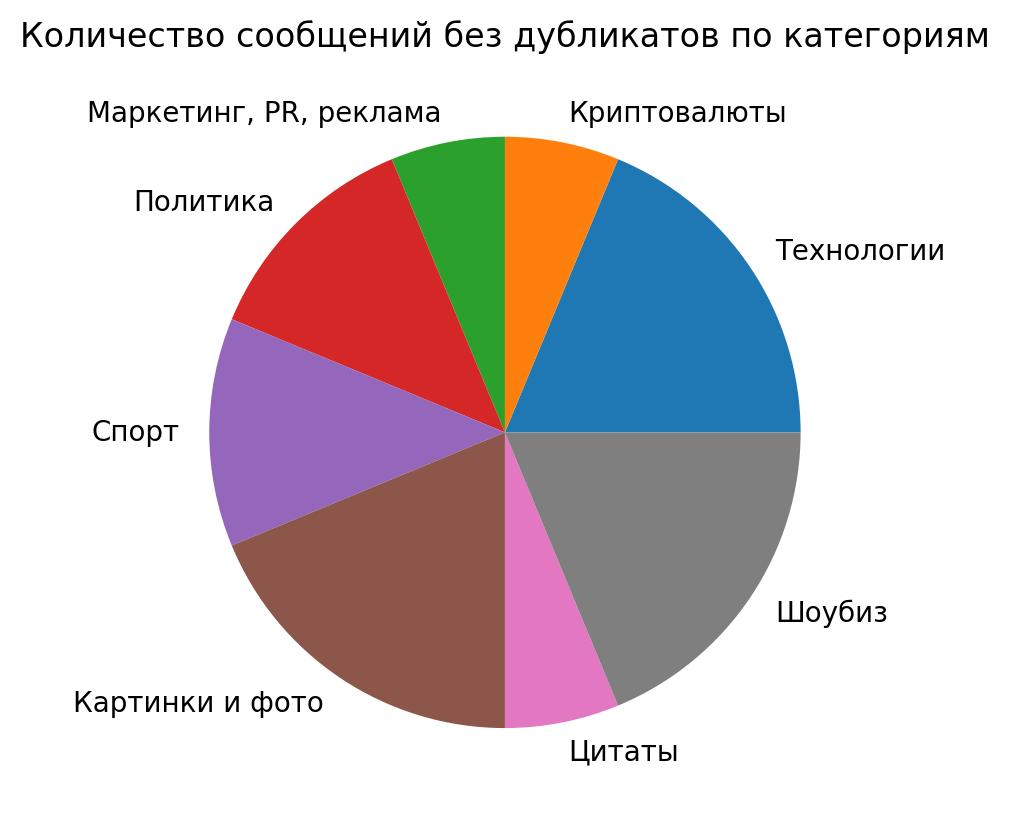 Количество сообщений без дубликатов по категориям
Маркетинг, PR, реклама
Криптовалюты
Политика
Технологии
Спорт
Шоубиз
Картинки и фото
Цитаты